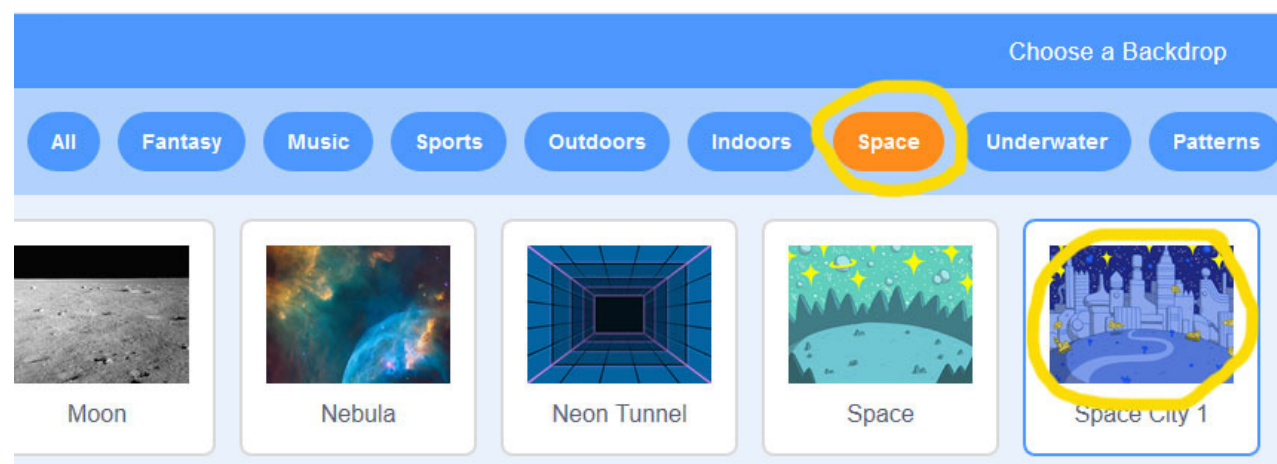 Choose a Backdrop
All Fantasy Music Sports Outdoors Indoors Space Underwater Patterns
Moon Nebula Neon Tunnel Space Space City 1